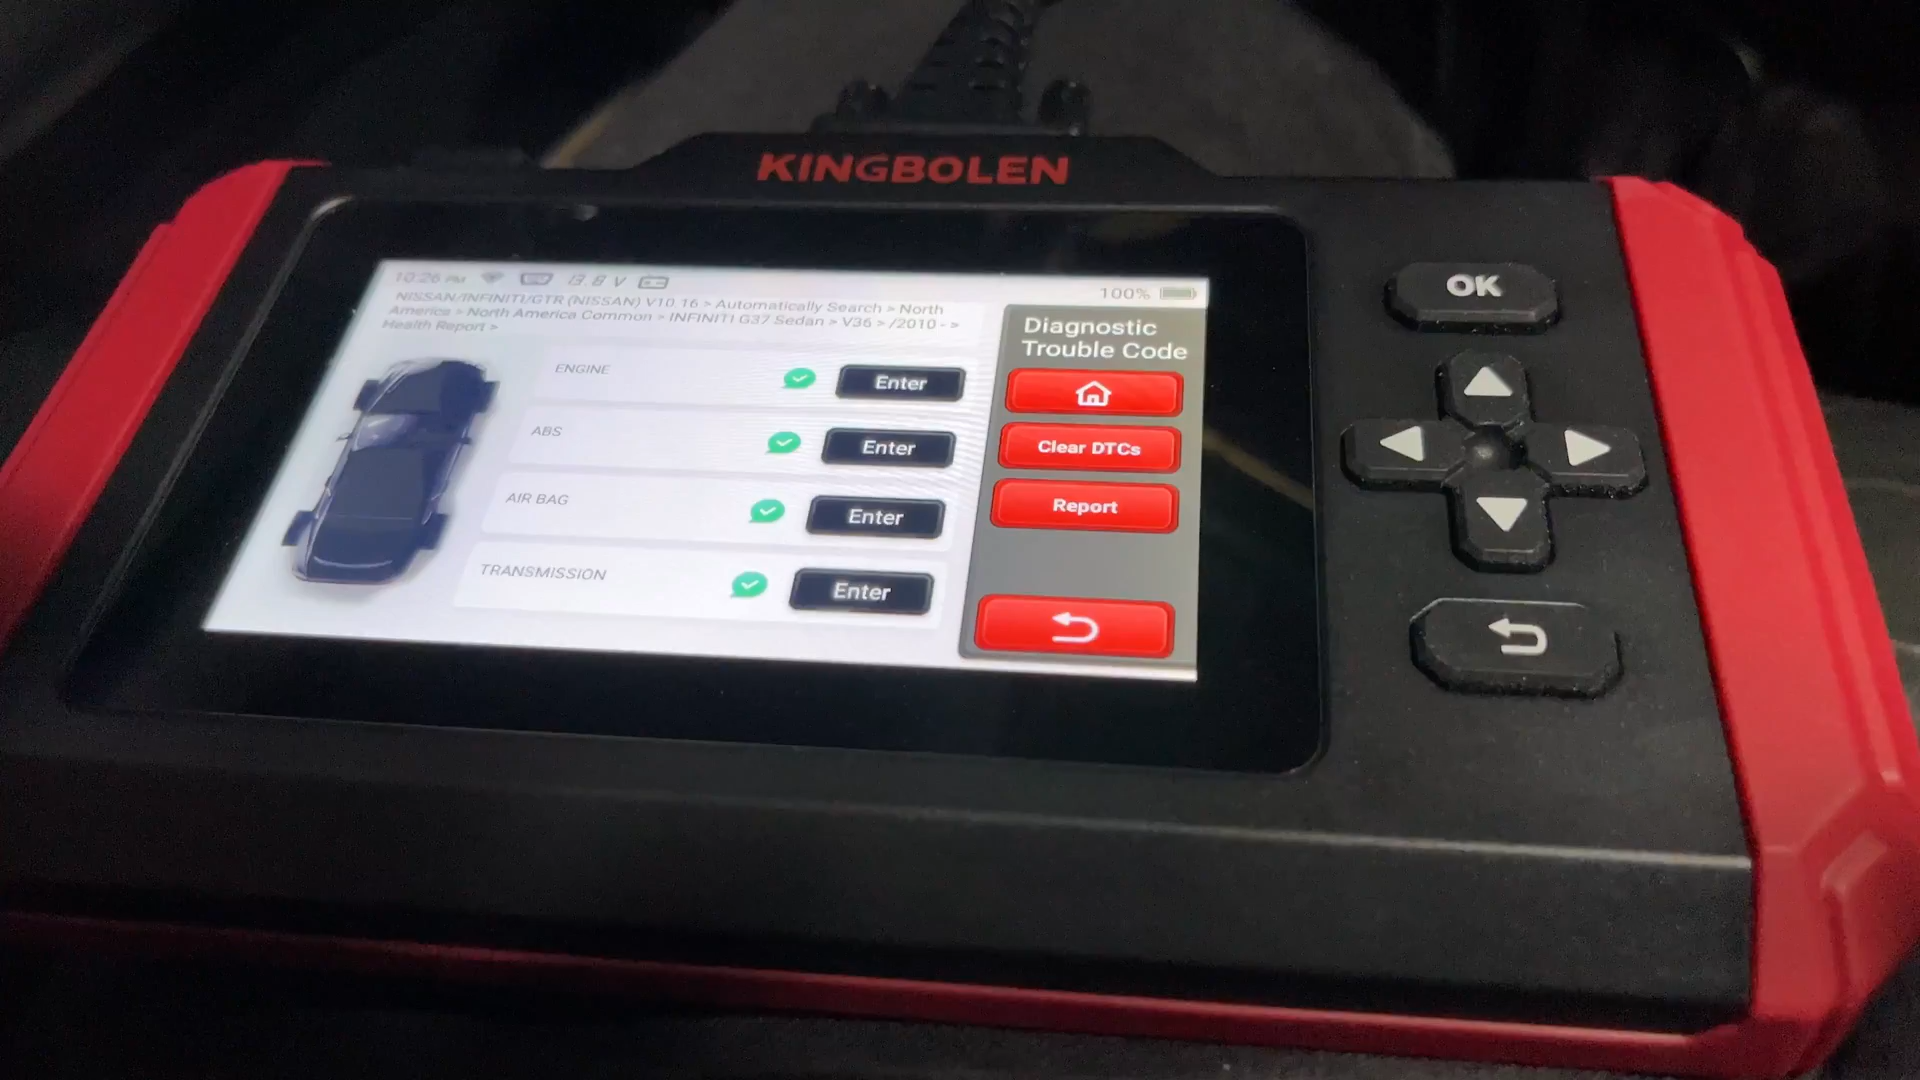 KINGBOLEN
10:26 PM 13.8 V 100%
NISSAN/INFINITI/GTR (NISSAN) V10.16 > Automatically Search > North
America > North America Common > INFINITI G37 Sedan > V36 > /2010- >
Health Report >
Diagnostic
Trouble Code
ENGINE
Enter
ABS
Enter
Clear DTCs
AIR BAG
Enter
Report
TRANSMISSION
Enter
OK